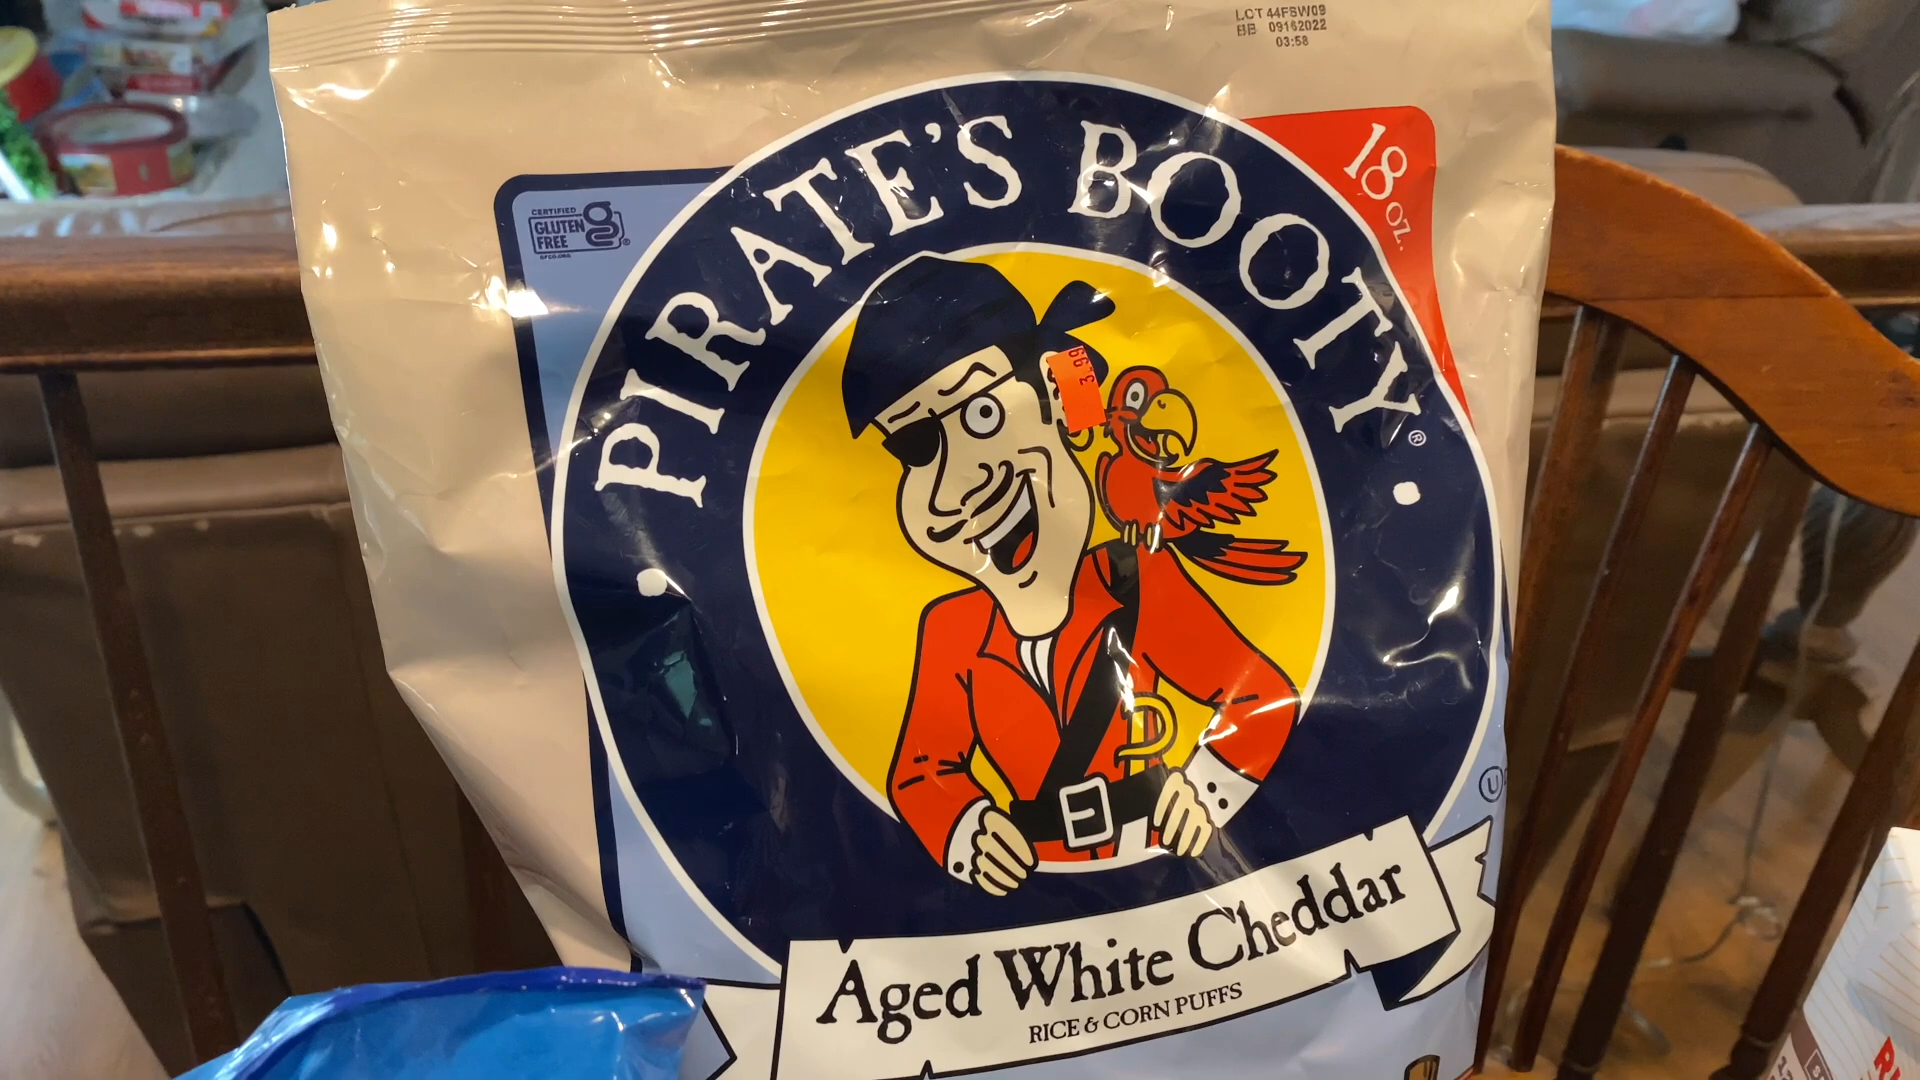 LOT 44FSW09
BB 09162022
03:58
PIRATE'S BOOTY®
18 OZ.
CERTIFIED
GLUTEN
FREE
3.99
U
Aged White Cheddar
RICE & CORN PUFFS